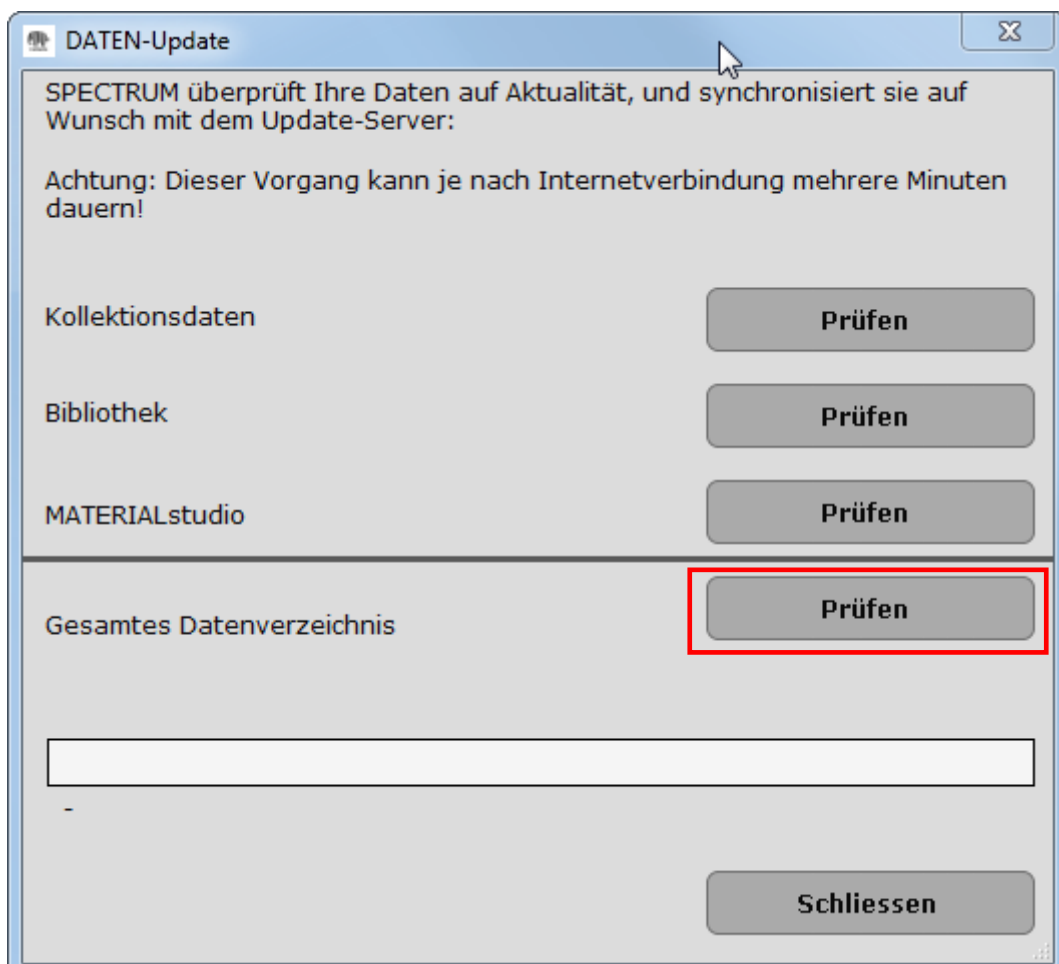 DATEN-Update
SPECTRUM überprüft Ihre Daten auf Aktualität, und synchronisiert sie auf
Wunsch mit dem Update-Server:
Achtung: Dieser Vorgang kann je nach Internetverbindung mehrere Minuten
dauern!
Kollektionsdaten
Prüfen
Bibliothek
Prüfen
MATERIALstudio
Prüfen
Gesamtes Datenverzeichnis
Prüfen
-
Schliessen